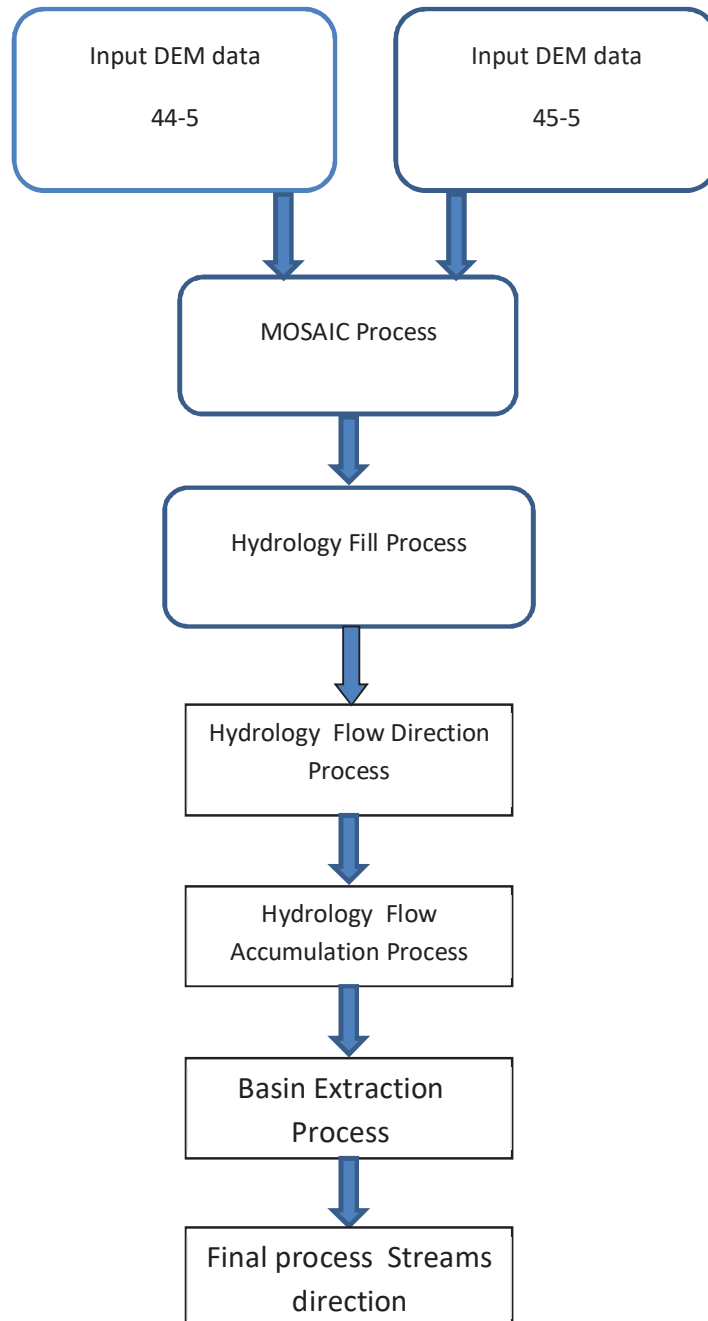 Input DEM data
44-5
Input DEM data
45-5
MOSAIC Process
Hydrology Fill Process
Hydrology  Flow Direction
Process
Hydrology  Flow
Accumulation Process
Basin Extraction
Process
Final process  Streams
direction